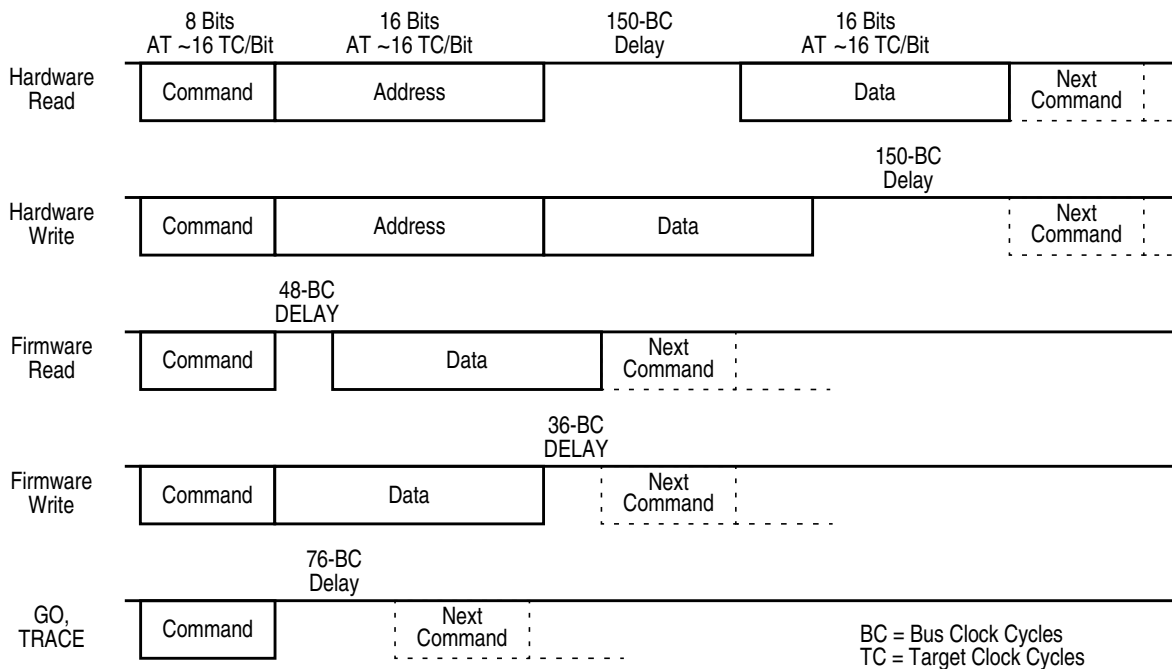 8 Bits
AT ~16 TC/Bit
16 Bits
AT ~16 TC/Bit
150-BC
Delay
16 Bits
AT ~16 TC/Bit
Hardware
Read
Command
Address
Data
Next
Command
150-BC
Delay
Hardware
Write
Command
Address
Data
Next
Command
48-BC
DELAY
Firmware
Read
Command
Data
Next
Command
36-BC
DELAY
Firmware
Write
Command
Data
Next
Command
76-BC
Delay
GO,
TRACE
Command
Next
Command
BC = Bus Clock Cycles
TC = Target Clock Cycles